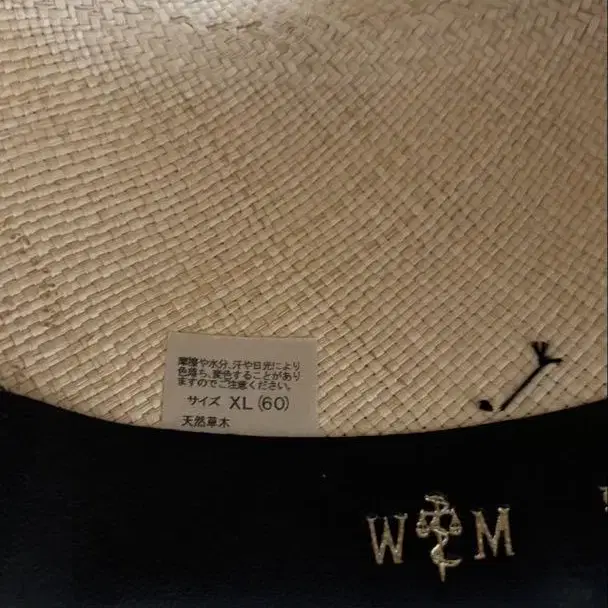 摩擦や水分、汗や日光により
色落ち、変色することがあり
ますのでご注意ください。
サイズ XL (60)
天然草木
W M